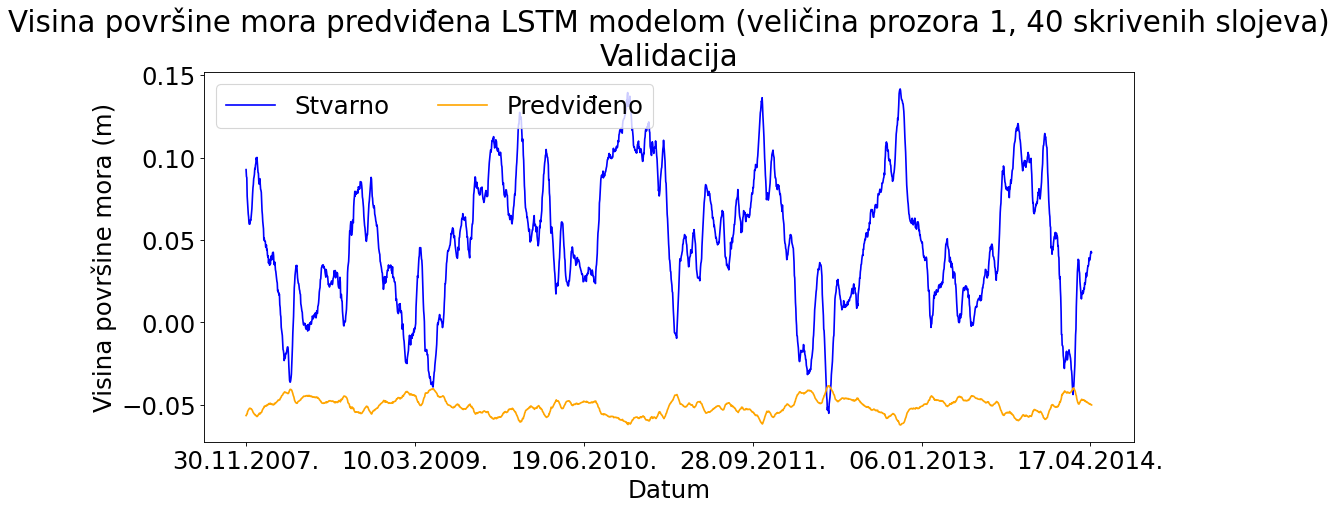 Visina površine mora predviđena LSTM modelom (veličina prozora 1, 40 skrivenih slojeva)
Validacija
Stvarno
Predviđeno
Visina površine mora (m)
0.15
0.10
0.05
0.00
−0.05
30.11.2007.
10.03.2009.
19.06.2010.
28.09.2011.
06.01.2013.
17.04.2014.
Datum